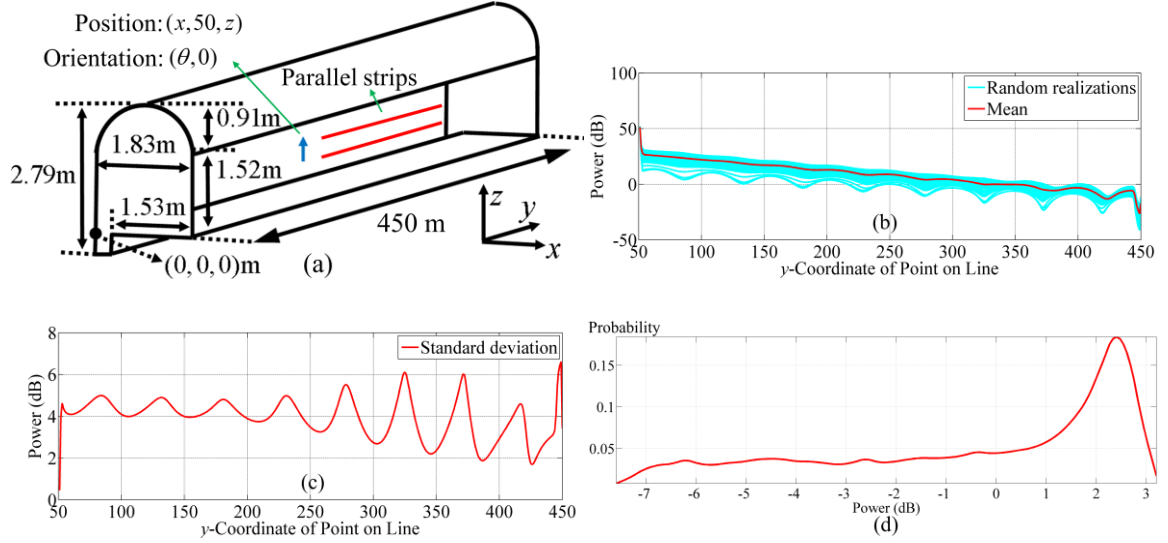 Position: (x, 50, z)
Orientation: (θ, 0)
Parallel strips
0.91m
1.83m
2.79m
1.52m
1.53m
450 m
z
y
x
(0, 0, 0)m
(a)
100
50
0
-50
Power (dB)
Random realizations
Mean
(b)
50 100 150 200 250 300 350 400 450
y-Coordinate of Point on Line
8
6
4
2
0
Power (dB)
Standard deviation
(c)
50 100 150 200 250 300 350 400 450
y-Coordinate of Point on Line
Probability
0.15
0.1
0.05
-7 -6 -5 -4 -3 -2 -1 0 1 2 3
Power (dB)
(d)